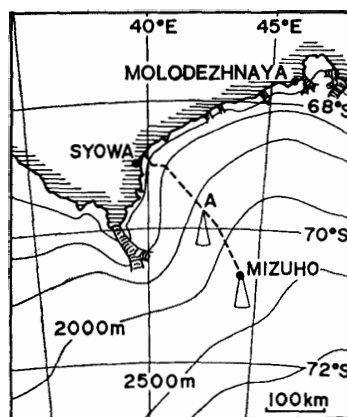 40°E 45°E
MOLODEZHNAYA
68°S
SYOWA
A
70°S
MIZUHO
2000m
2500m
72°S
100km